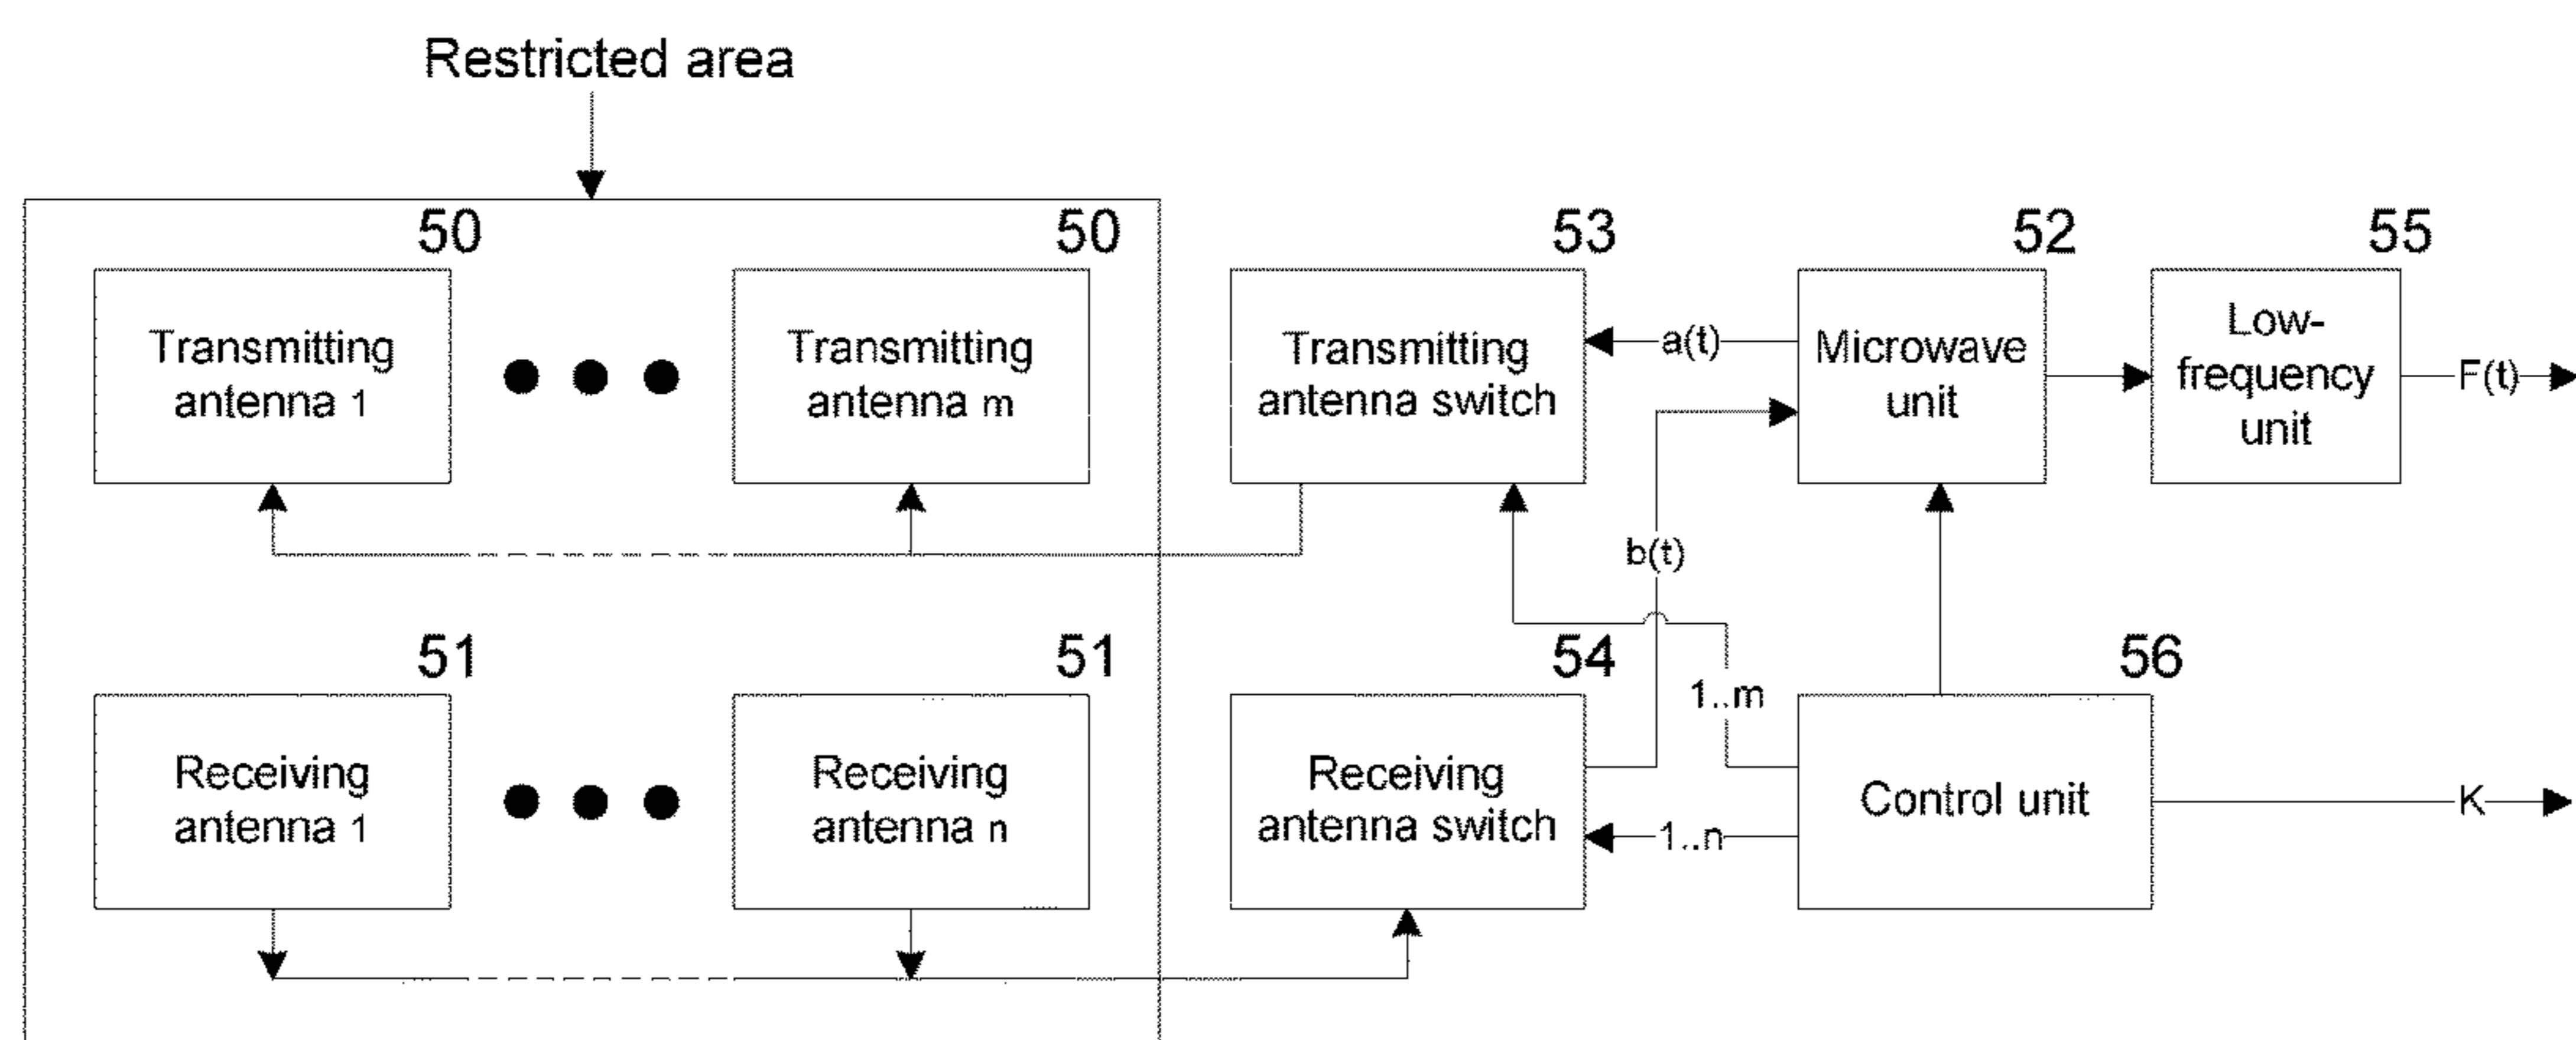 Restricted area
50
50
53
52
55
Transmitting
antenna 1
Transmitting
antenna m
Transmitting
antenna switch
a(t)
Microwave
unit
Low-
frequency
unit
F(t)
b(t)
51
51
54
1..m
56
Receiving
antenna 1
Receiving
antenna n
Receiving
antenna switch
1..n
Control unit
K